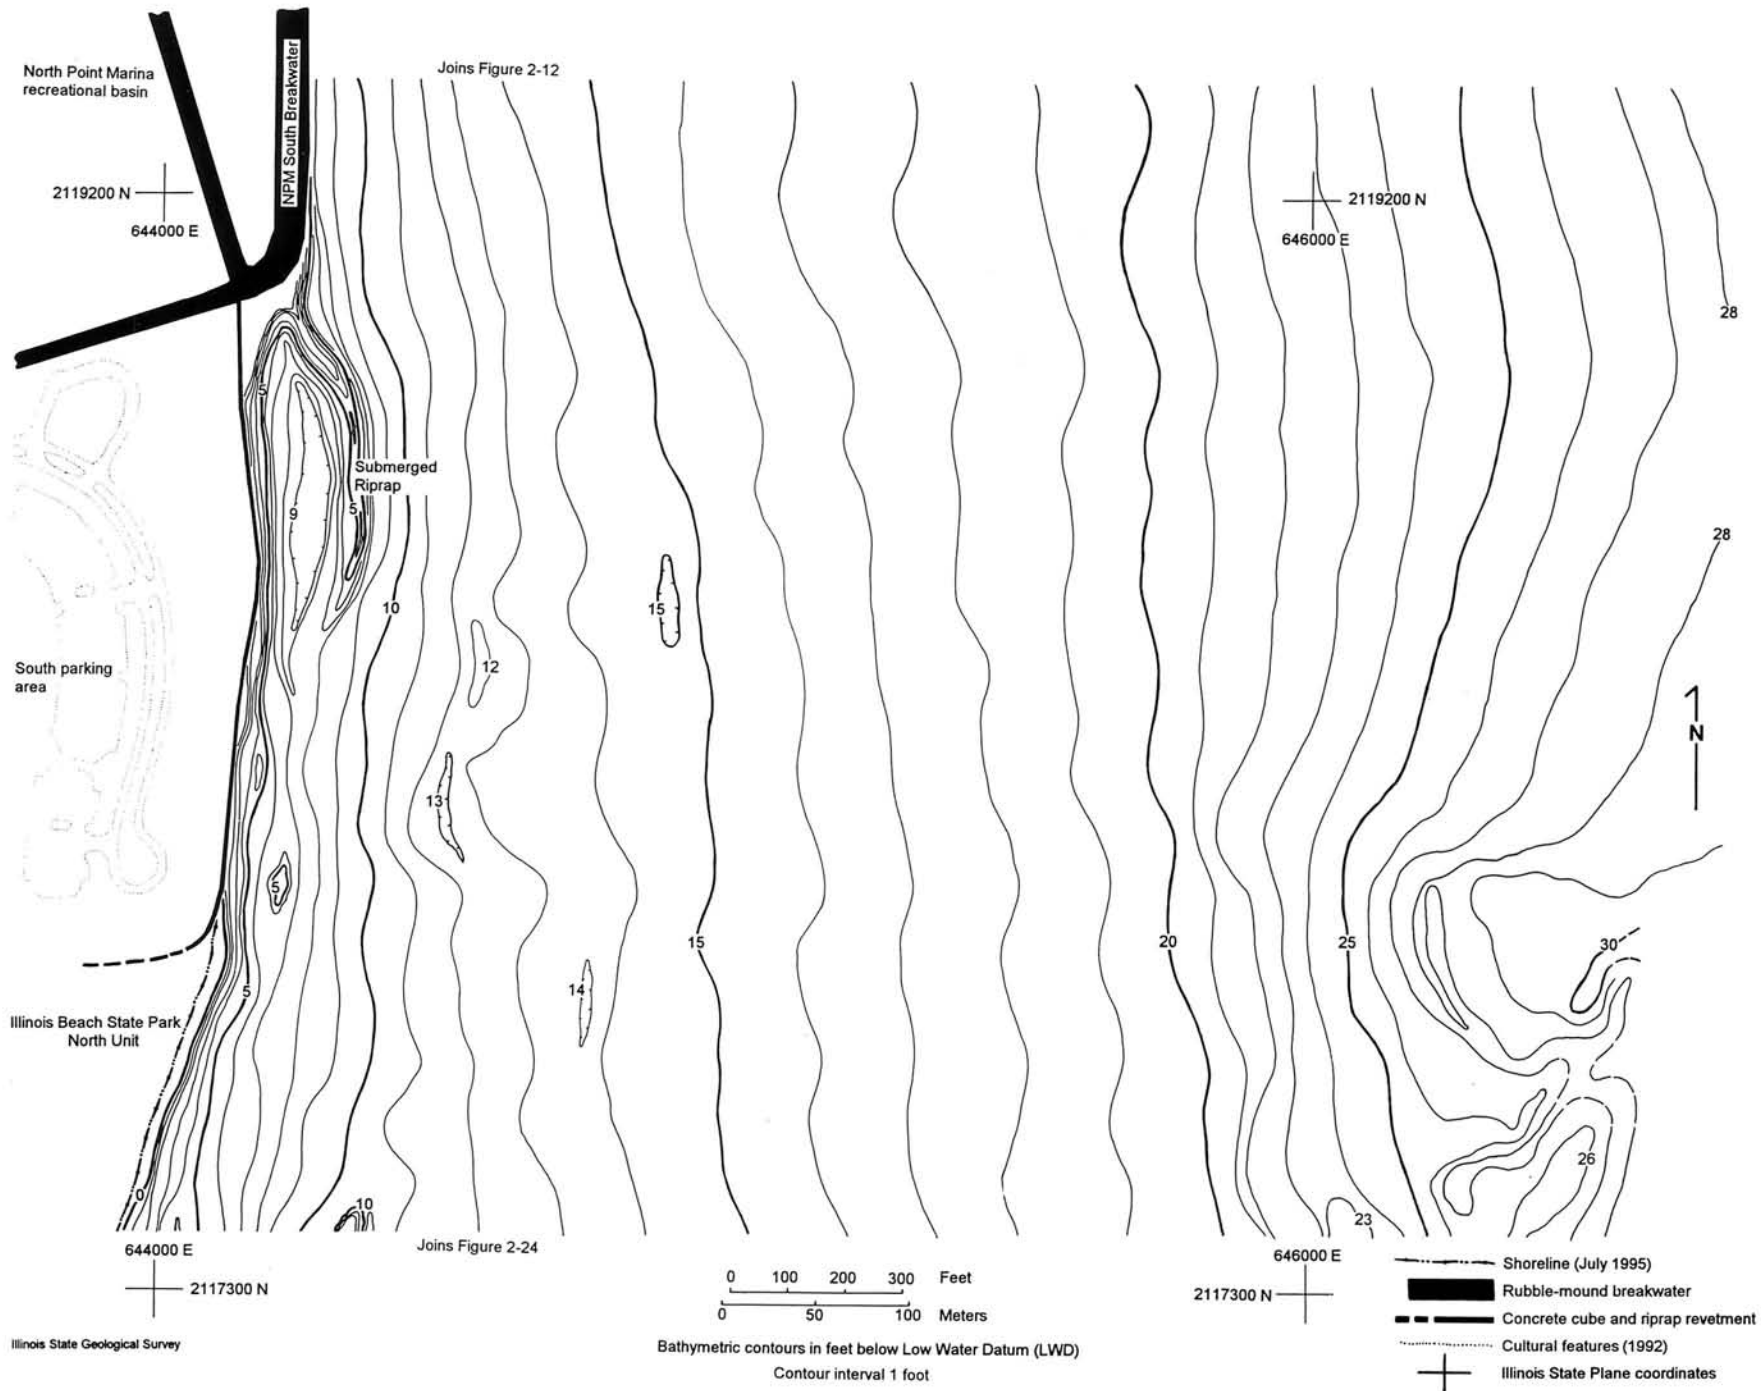 Joins Figure 2-12
North Point Marina
recreational basin
NPM South Breakwater
2119200 N
644000 E
2119200 N
646000 E
28
5
Submerged
Riprap
9
5
28
10
15
12
South parking
area
N
13
5
15
20
25
30
5
14
Illinois Beach State Park
North Unit
26
0
10
23
644000 E
Joins Figure 2-24
646000 E
2117300 N
2117300 N
0 100 200 300 Feet
0 50 100 Meters
Bathymetric contours in feet below Low Water Datum (LWD)
Contour interval 1 foot
Shoreline (July 1995)
Rubble-mound breakwater
Concrete cube and riprap revetment
Cultural features (1992)
Illinois State Plane coordinates
Illinois State Geological Survey